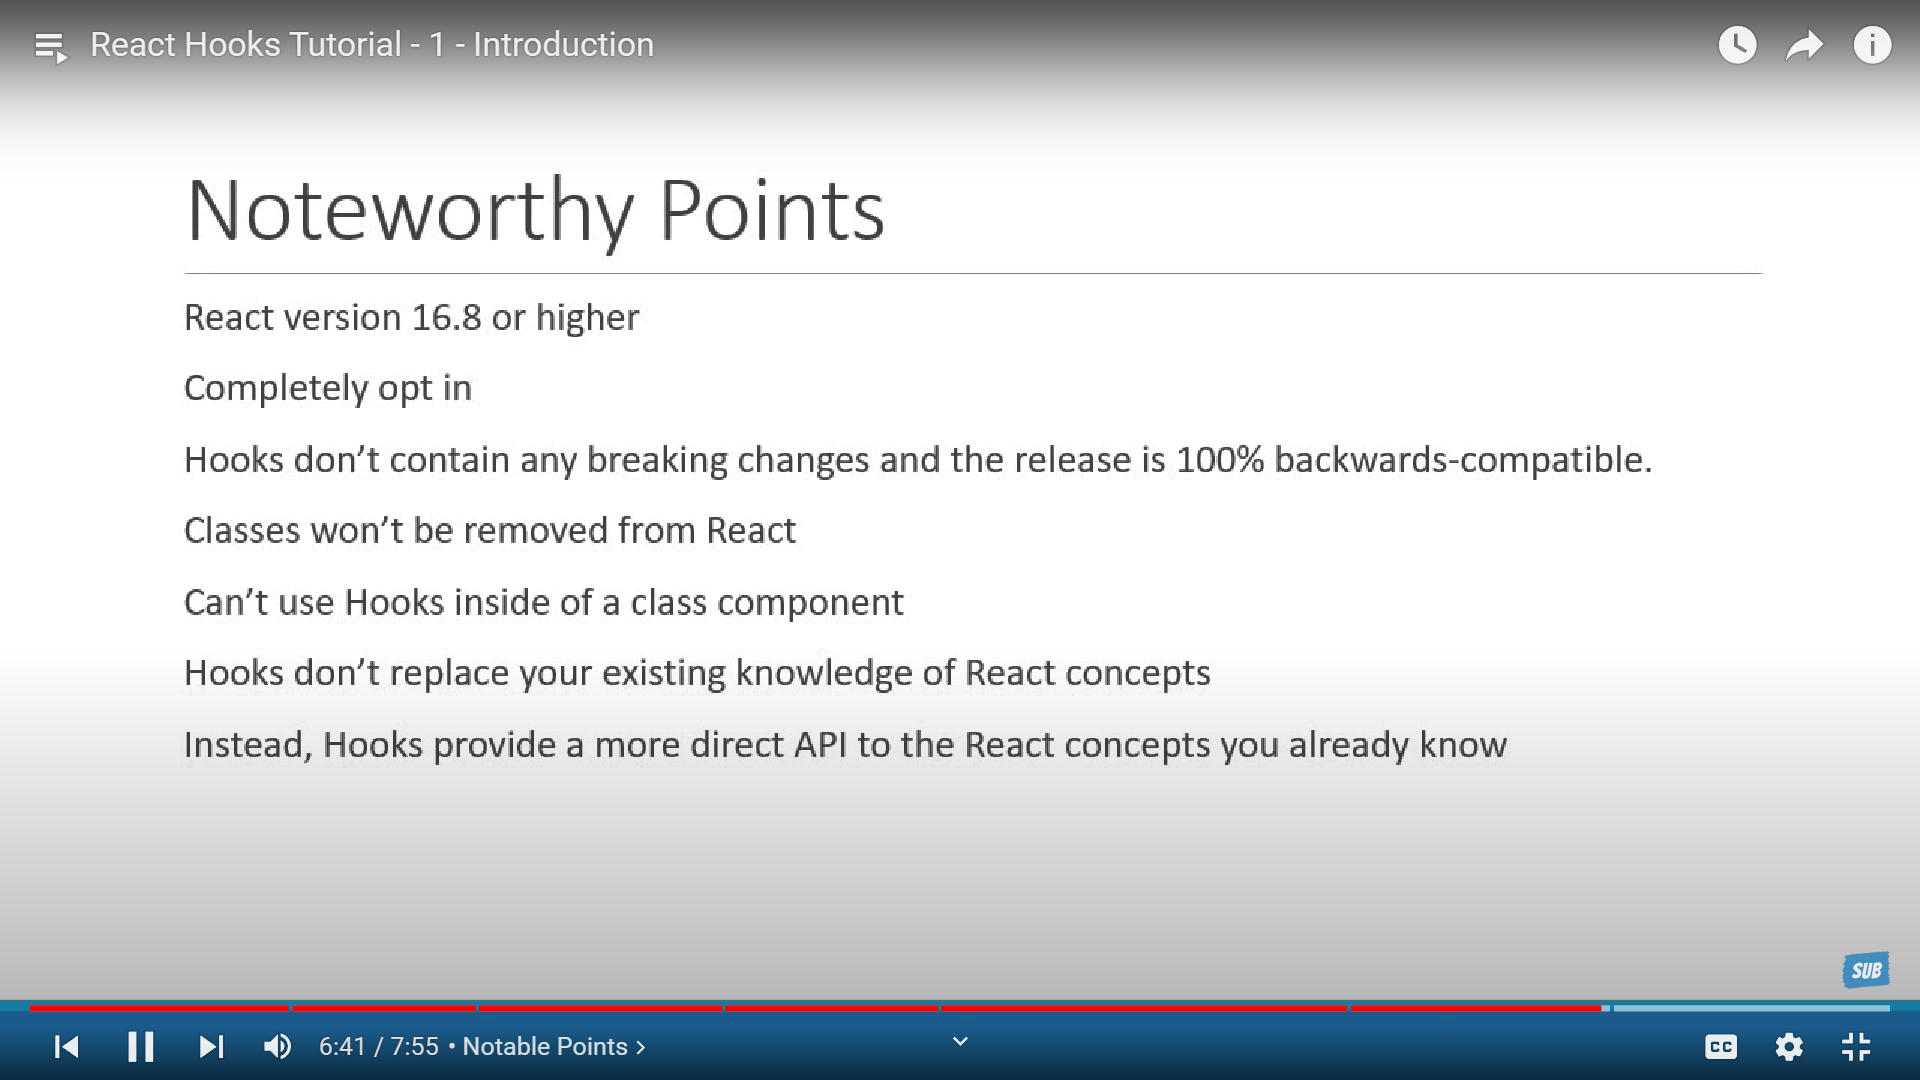 React Hooks Tutorial - 1 - Introduction
Noteworthy Points
React version 16.8 or higher
Completely opt in
Hooks don’t contain any breaking changes and the release is 100% backwards-compatible.
Classes won’t be removed from React
Can’t use Hooks inside of a class component
Hooks don’t replace your existing knowledge of React concepts
Instead, Hooks provide a more direct API to the React concepts you already know
SUB
6:41 / 7:55 • Notable Points
CC